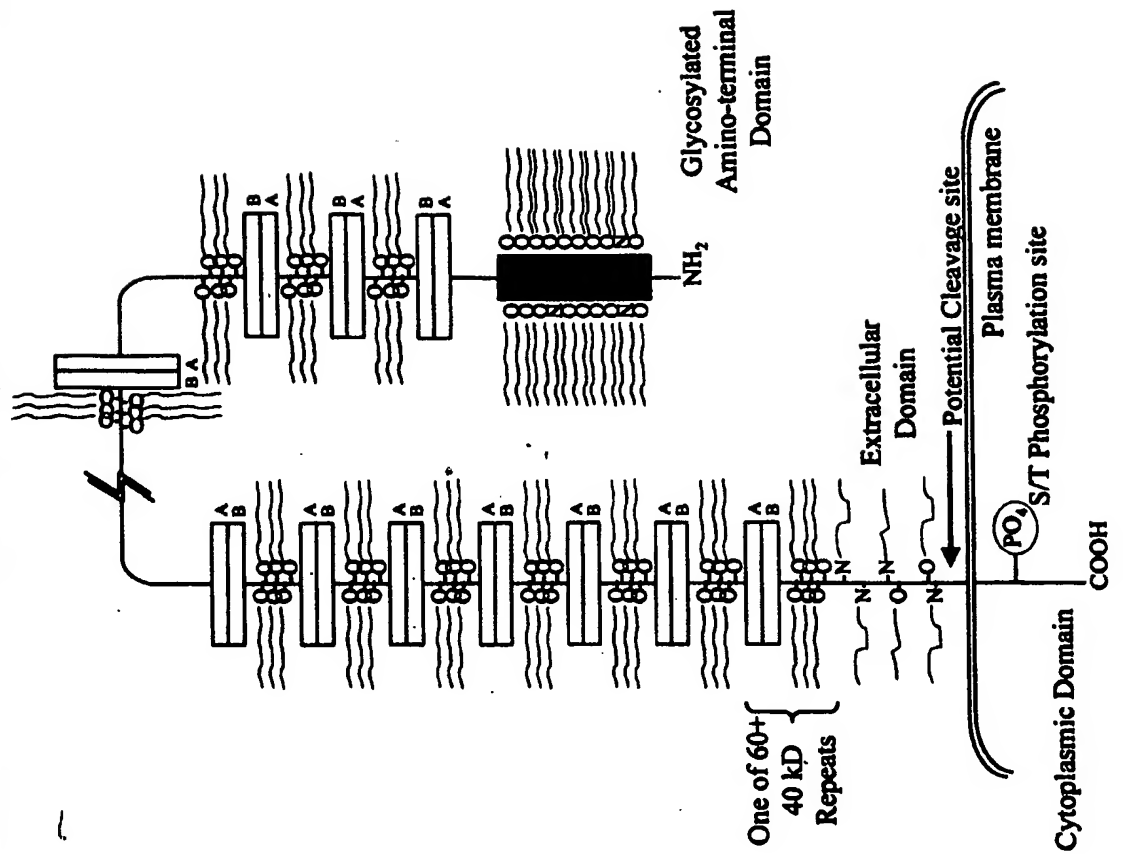 1.
B A
B
A
B
A
B
A
Glycosylated
Amino-terminal
Domain
NH₂
A
B
A
B
A
B
A
B
A
B
A
B
A
B
One of 60+
40 kD
Repeats
N
N
N
O
O
N
Extracellular
Domain
Potential Cleavage site
Plasma membrane
PO₄
S/T Phosphorylation site
COOH
Cytoplasmic Domain